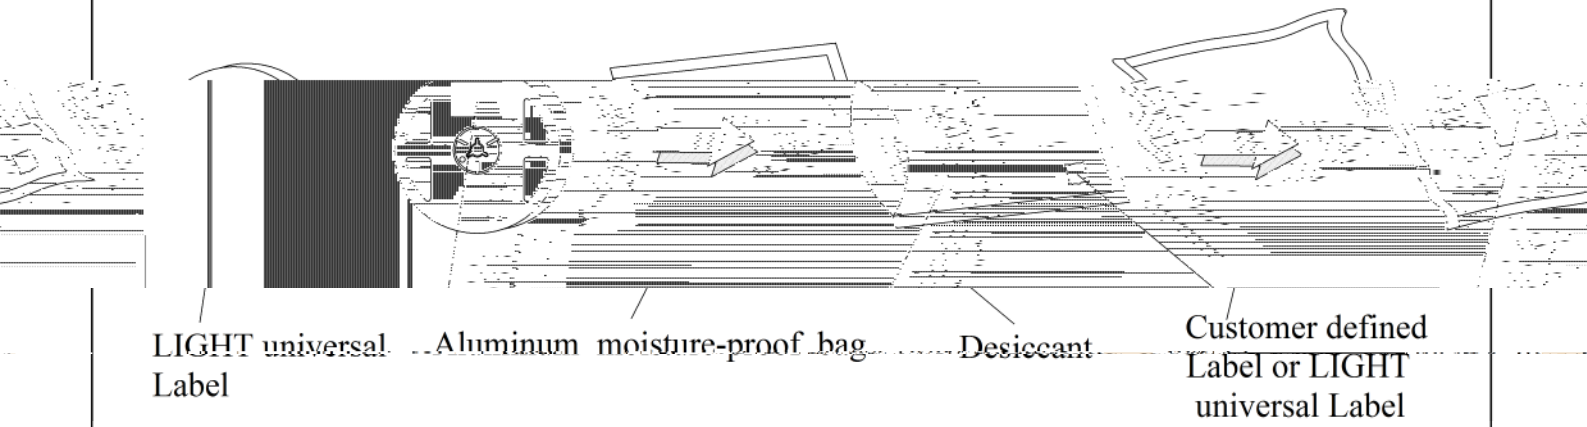 LIGHT universal
Label
Aluminum moisture-proof bag
Desiccant
Customer defined
Label or LIGHT
universal Label